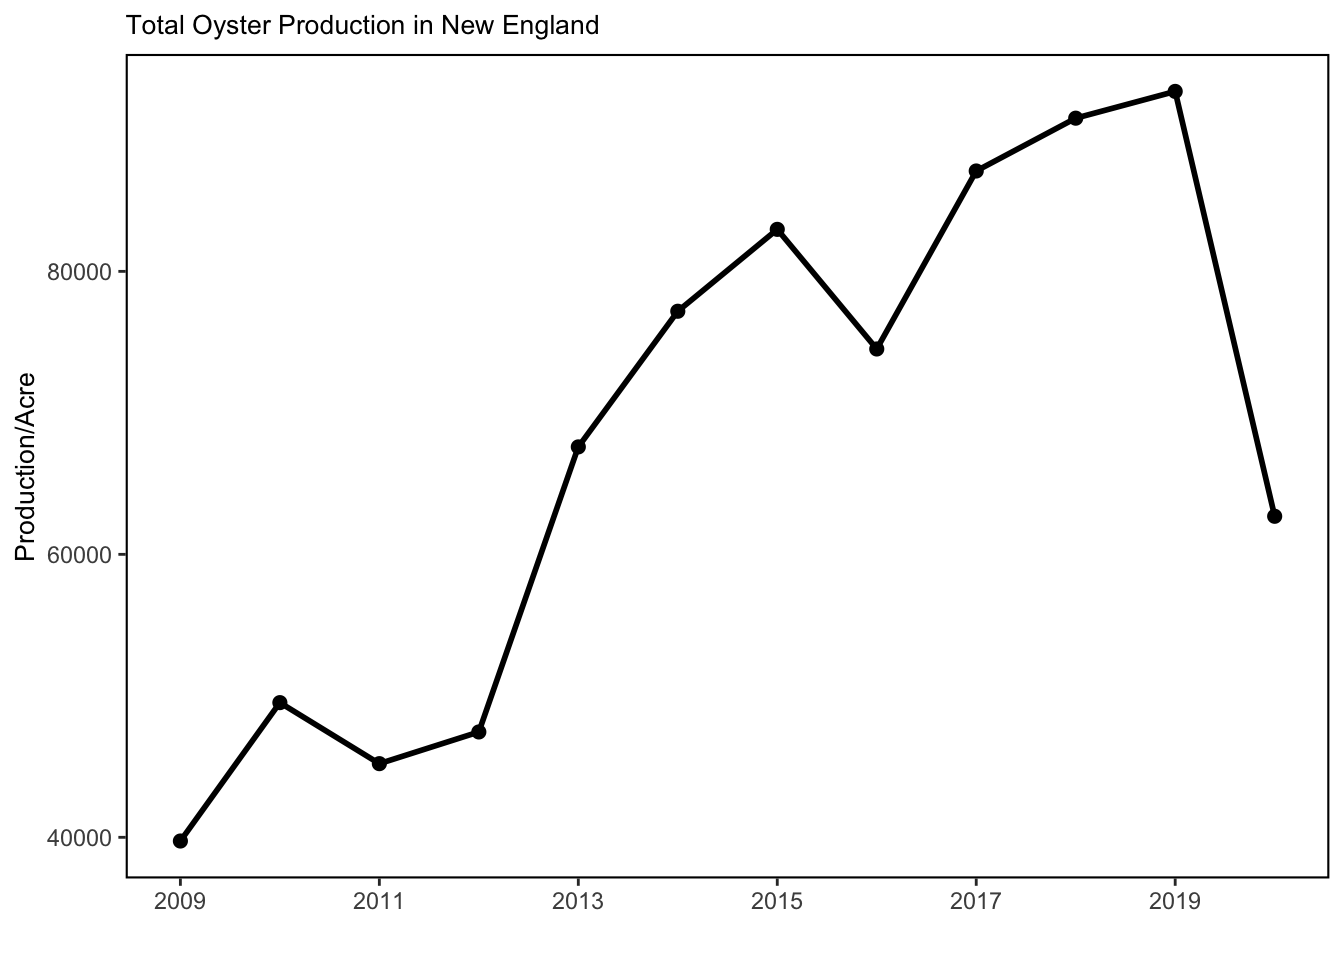 Total Oyster Production in New England
Production/Acre
80000
60000
40000
2009 2011 2013 2015 2017 2019